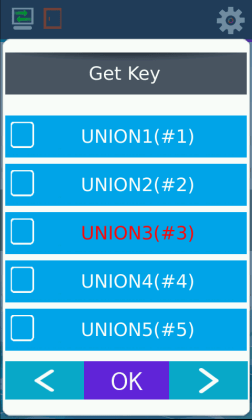 Get Key
UNION1(#1)
UNION2(#2)
UNION3(#3)
UNION4(#4)
UNION5(#5)
< OK >